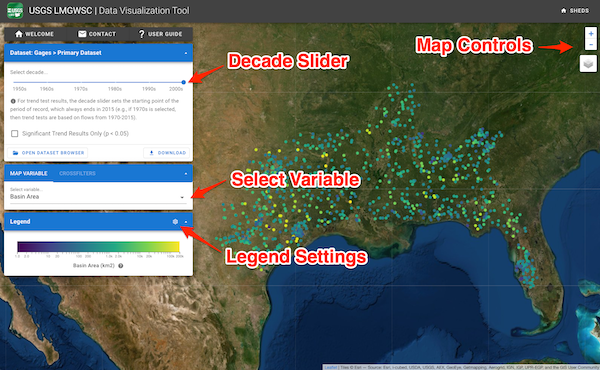 USGS LMGWSC | Data Visualization Tool
SHEDS
WELCOME
CONTACT
? USER GUIDE
Dataset: Gages > Primary Dataset
Select decade...
1950s 1960s 1970s 1980s 1990s 2000s
For trend test results, the decade slider sets the starting point of the
period of record, which always ends in 2015 (e.g., if 1970s is selected,
then trend tests are based on flows from 1970-2015).
Significant Trend Results Only (p < 0.05)
OPEN DATASET BROWSER
DOWNLOAD
MAP VARIABLE
CROSSFILTERS
Select variable...
Basin Area
Legend
Basin Area (km2)
Decade Slider
Select Variable
Legend Settings
Map Controls
+
-
Leaflet | Tiles © Esri — Source: Esri, i-cubed, USDA, USGS, AEX, GeoEye, Getmapping, Aerogrid, IGN, IGP, UPR-EGP, and the GIS User Community